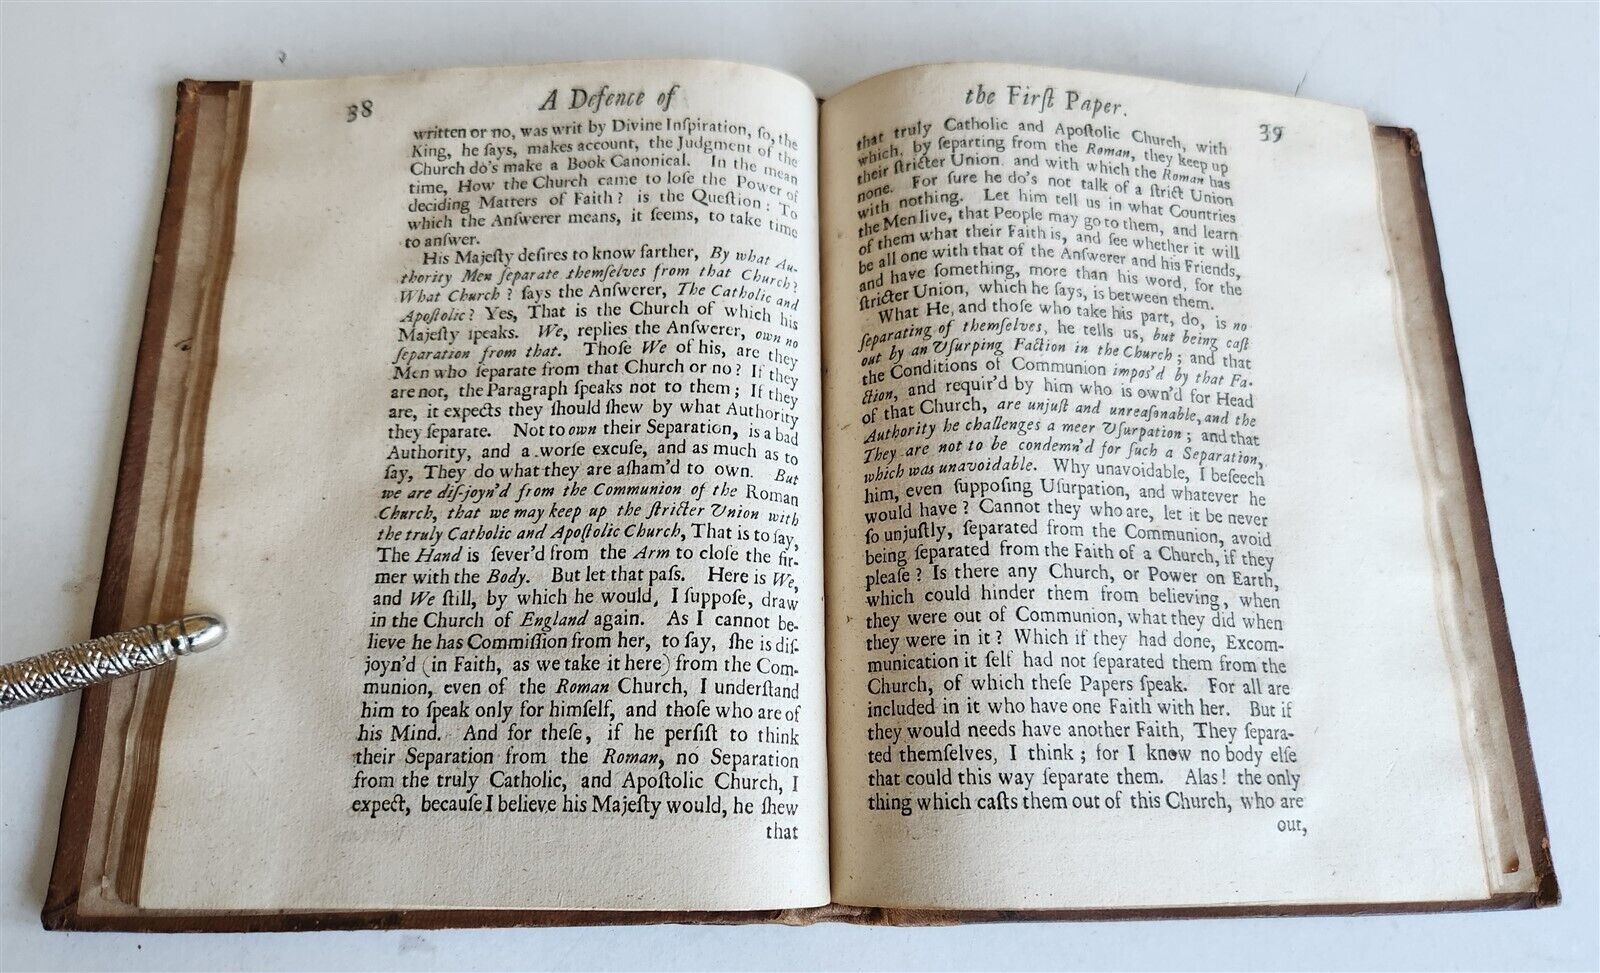 38
A Defence of
written or no, was writ by Divine Inſpiration, ſo, the
King, he ſays, makes account, the Judgment of the
Church do's make a Book Canonical. In the mean
time, How the Church came to loſe the Power of
deciding Matters of Faith? is the Queſtion: To
which the Anſwerer means, it ſeems, to take time
to anſwer.
His Majeſty deſires to know farther, By what Au-
thority Men ſeparate themſelves from that Church?
What Church? ſays the Anſwerer, The Catholic and
Apoſtolic? Yes, That is the Church of which his
Majeſty ſpeaks. We, replies the Anſwerer, own no
ſeparation from that. Thoſe We of his, are they
Men who ſeparate from that Church or no? If they
are not, the Paragraph ſpeaks not to them; If they
are, it expects they ſhould ſhew by what Authority
they ſeparate. Not to own their Separation, is a bad
Authority, and a worſe excuſe, and as much as to
ſay, They do what they are aſham'd to own. But
we are diſ-joyn'd from the Communion of the Roman
Church, that we may keep up the ſtricter Union with
the truly Catholic and Apoſtolic Church, That is to ſay,
The Hand is ſever'd from the Arm to cloſe the fir-
mer with the Body. But let that paſs. Here is We,
and We ſtill, by which he would, I ſuppoſe, draw
in the Church of England again. As I cannot be-
lieve he has Commiſſion from her, to ſay, ſhe is diſ-
joyn'd (in Faith, as we take it here) from the Com-
munion, even of the Roman Church, I underſtand
him to ſpeak only for himſelf, and thoſe who are of
his Mind. And for theſe, if he perſiſt to think
their Separation from the Roman, no Separation
from the truly Catholic, and Apoſtolic Church, I
expect, becauſe I believe his Majeſty would, he ſhew
that
the Firſt Paper.
39
that truly Catholic and Apoſtolic Church, with
which, by ſeparting from the Roman, they keep up
their ſtricter Union and with which the Roman has
none. For ſure he do's not talk of a ſtrict Union
with nothing. Let him tell us in what Countries
the Men live, that People may go to them, and learn
of them what their Faith is, and ſee whether it will
be all one with that of the Anſwerer and his Friends,
and have ſomething, more than his word, for the
ſtricter Union, which he ſays, is between them.
What He, and thoſe who take his part, do, is no
ſeparating of themſelves, he tells us, but being caſt
out by an Uſurping Faction in the Church; and that
the Conditions of Communion impos'd by that Fa-
ction, and requir'd by him who is own'd for Head
of that Church, are unjuſt and unreaſonable, and the
Authority he challenges a meer Uſurpation; and that
They are not to be condemn'd for ſuch a Separation,
which was unavoidable. Why unavoidable, I beſeech
him, even ſuppoſing Uſurpation, and whatever he
would have? Cannot they who are, let it be never
ſo unjuſtly, ſeparated from the Communion, avoid
being ſeparated from the Faith of a Church, if they
pleaſe? Is there any Church, or Power on Earth,
which could hinder them from believing, when
they were out of Communion, what they did when
they were in it? Which if they had done, Excom-
munication it ſelf had not ſeparated them from the
Church, of which theſe Papers ſpeak. For all are
included in it who have one Faith with her. But if
they would needs have another Faith, They ſepara-
ted themſelves, I think; for I know no body elſe
that could this way ſeparate them. Alas! the only
thing which caſts them out of this Church, who are
out,